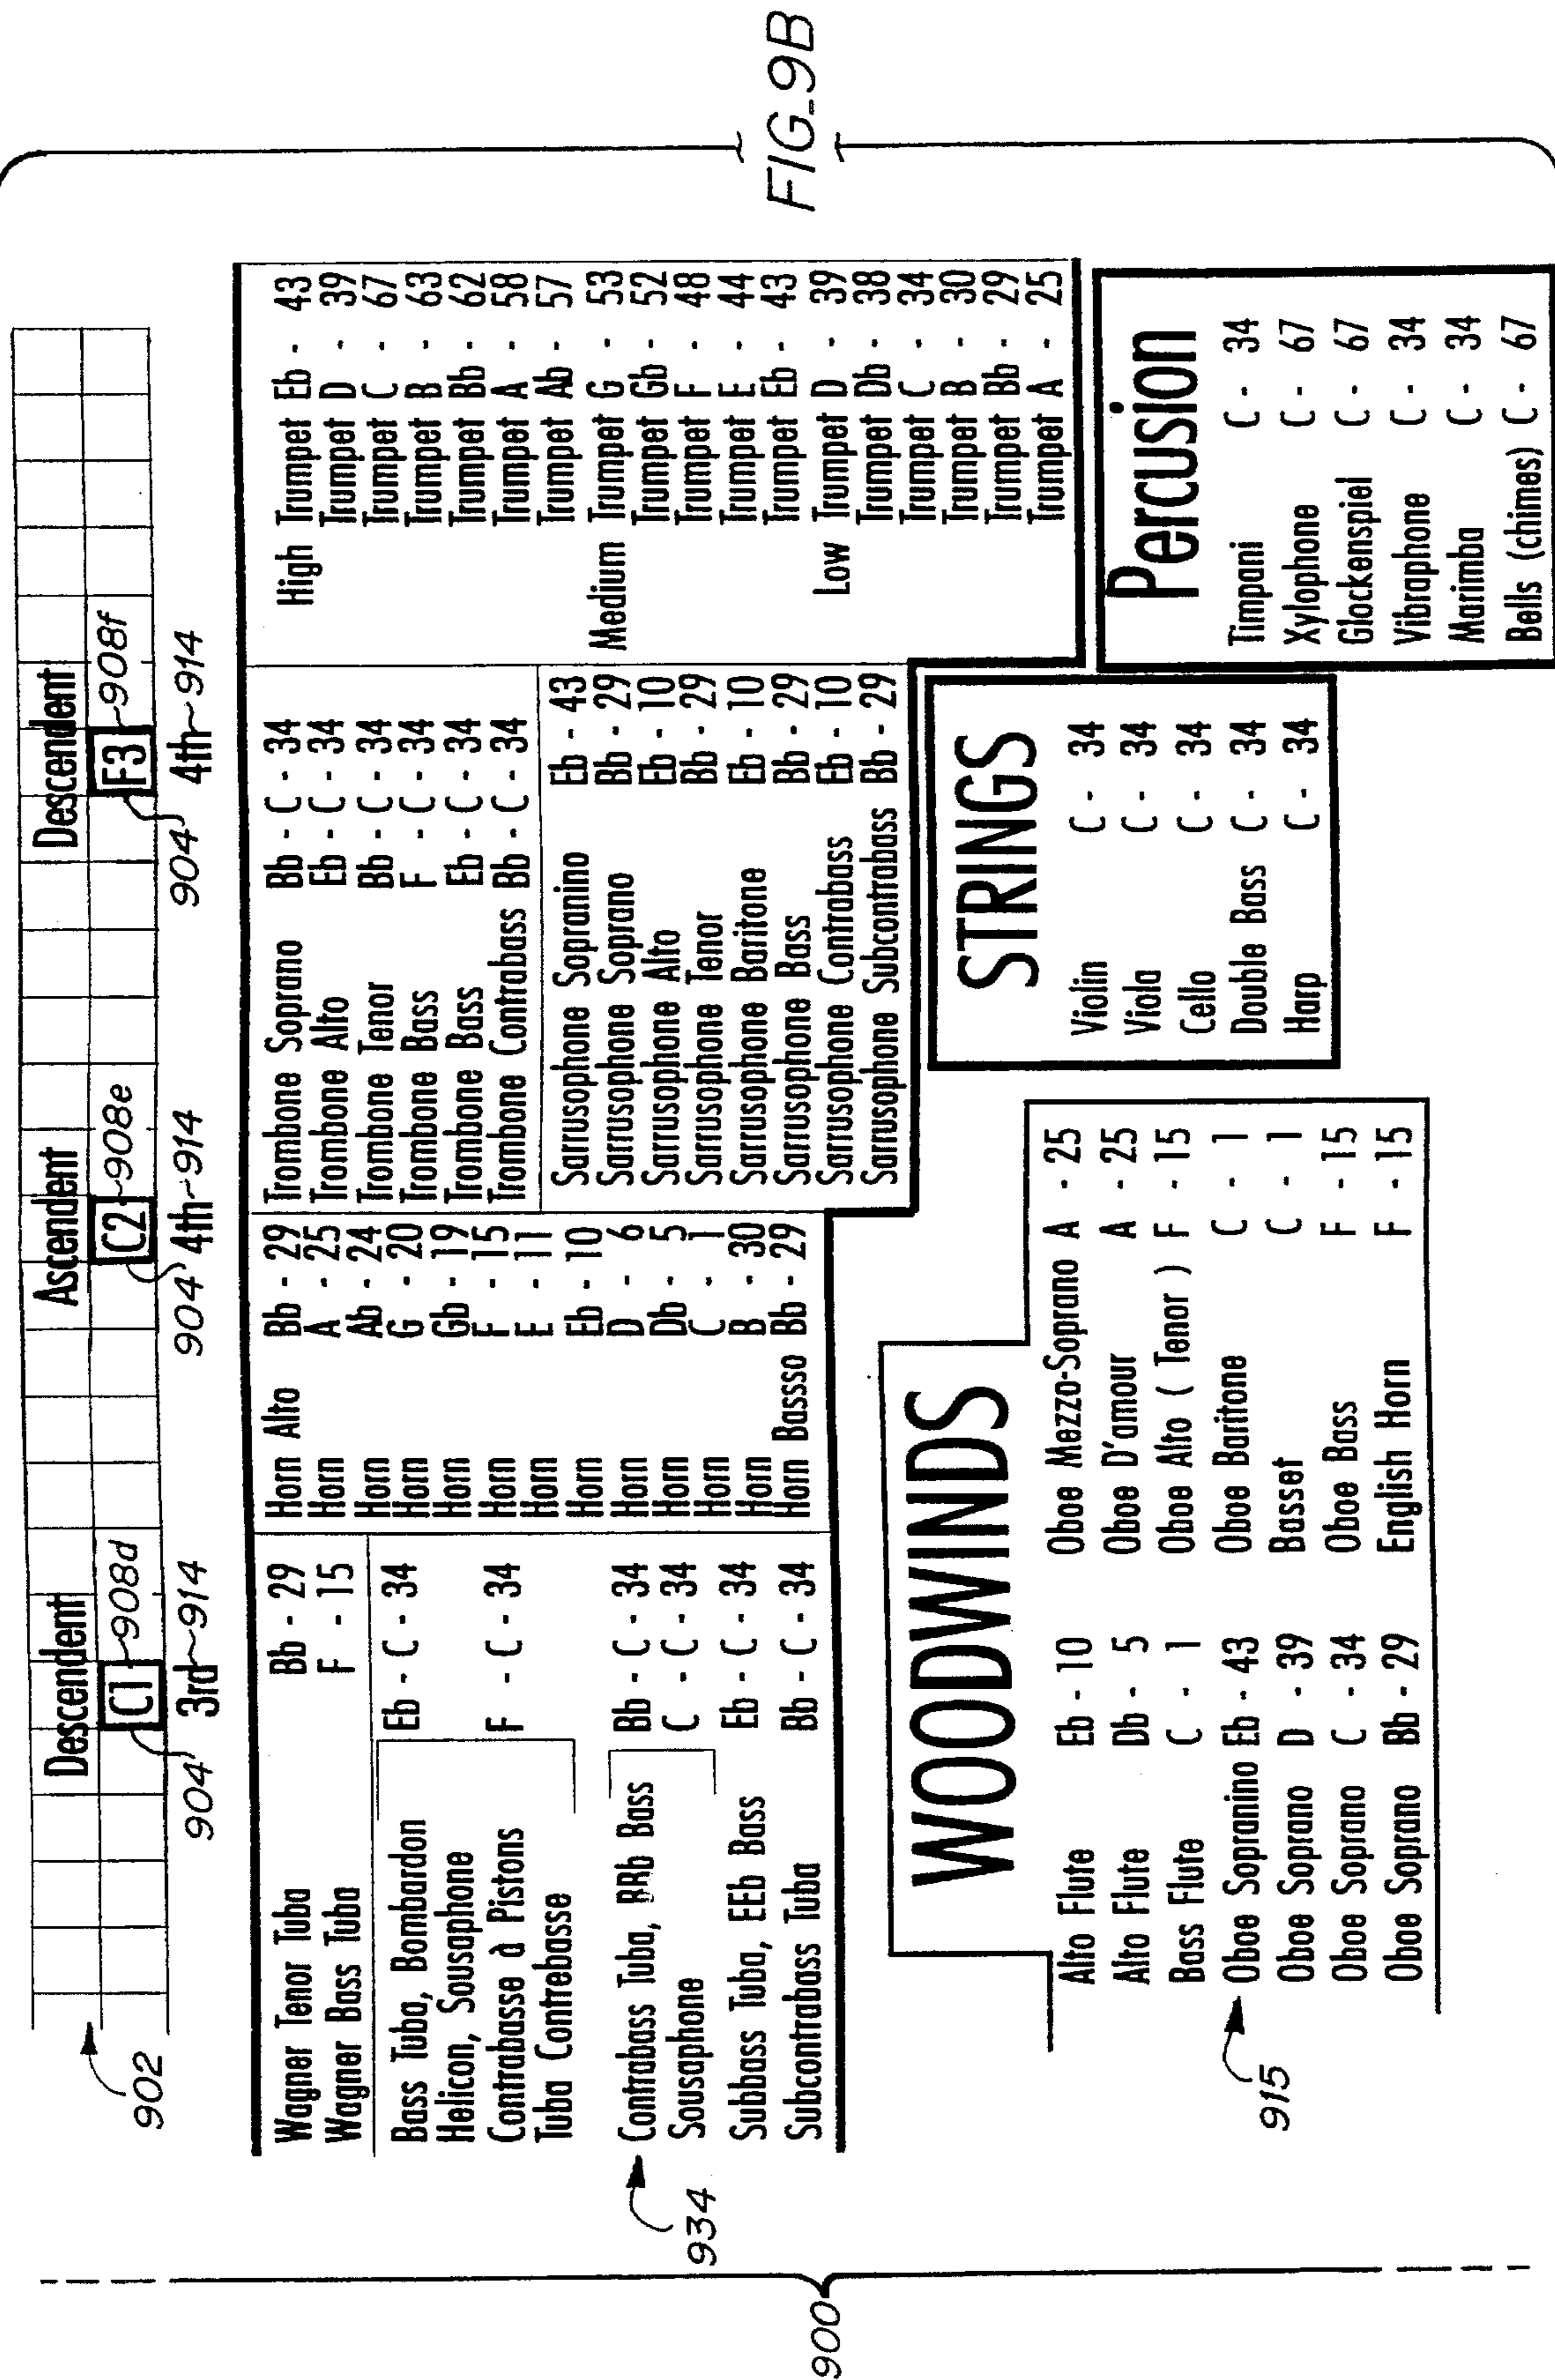 Descendent Ascendent Descendent
C1 908d C2 908e F3 908f
904' 3rd 914 904' 4th 914 904' 4th 914
902
Wagner Tenor Tuba Bb - 29
Wagner Bass Tuba F - 15
Bass Tuba, Bombardon Eb - C - 34
Helicon, Sousaphone
Contrabasse à Pistons F - C - 34
Tuba Contrebasse
Contrabass Tuba, BBb Bass Bb - C - 34
Sousaphone C - C - 34
Subbass Tuba, EEb Bass Eb - C - 34
Subcontrabass Tuba Bb - C - 34
934
Horn Alto Bb - 29
Horn A - 25
Horn Ab - 24
Horn G - 20
Horn Gb - 19
Horn F - 15
Horn E - 11
Horn Eb - 10
Horn D - 6
Horn Db - 5
Horn C - 1
Horn B - 30
Horn Bassso Bb - 29
Trombone Soprano Bb - C - 34
Trombone Alto Eb - C - 34
Trombone Tenor Bb - C - 34
Trombone Bass F - C - 34
Trombone Bass Eb - C - 34
Trombone Contrabass Bb - C - 34
Sarrusophone Sopranino Eb - 43
Sarrusophone Soprano Bb - 29
Sarrusophone Alto Eb - 10
Sarrusophone Tenor Bb - 29
Sarrusophone Baritone Eb - 10
Sarrusophone Bass Bb - 29
Sarrusophone Contrabass Eb - 10
Sarrusophone Subcontrabass Bb - 29
High Trumpet Eb - 43
Trumpet D - 39
Trumpet C - 67
Trumpet B - 63
Trumpet Bb - 62
Trumpet A - 58
Trumpet Ab - 57
Medium Trumpet G - 53
Trumpet Gb - 52
Trumpet F - 48
Trumpet E - 44
Trumpet Eb - 43
Low Trumpet D - 39
Trumpet Db - 38
Trumpet C - 34
Trumpet B - 30
Trumpet Bb - 29
Trumpet A - 25
WOODWINDS
Alto Flute Eb - 10
Alto Flute Db - 5
Bass Flute C - 1
Oboe Sopranino Eb - 43
Oboe Soprano D - 39
Oboe Soprano C - 34
Oboe Soprano Bb - 29
915
Oboe Mezzo-Soprano A - 25
Oboe D'amour A - 25
Oboe Alto ( Tenor ) F - 15
Oboe Baritone C - 1
Basset C - 1
Oboe Bass F - 15
English Horn F - 15
STRINGS
Violin C - 34
Viola C - 34
Cello C - 34
Double Bass C - 34
Harp C - 34
Percusion
Timpani C - 34
Xylophone C - 67
Glockenspiel C - 67
Vibraphone C - 34
Marimba C - 34
Bells (chimes) C - 67
900
FIG_9B